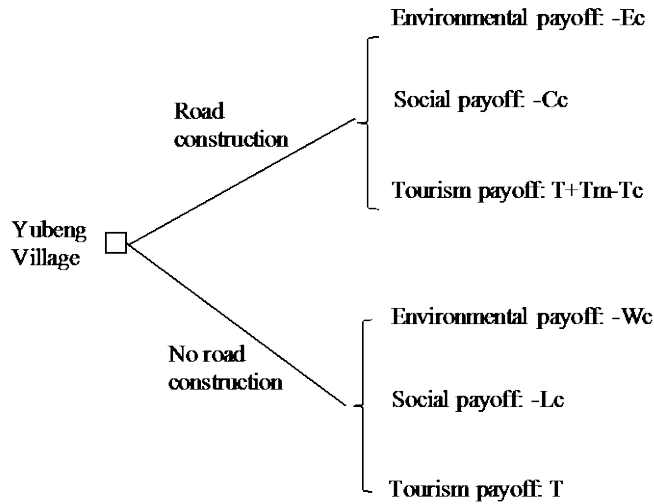 Environmental payoff: -Ec
Road
construction
Social payoff: -Cc
Tourism payoff: T+Tm-Tc
Yubeng
Village
No road
construction
Environmental payoff: -Wc
Social payoff: -Lc
Tourism payoff: T